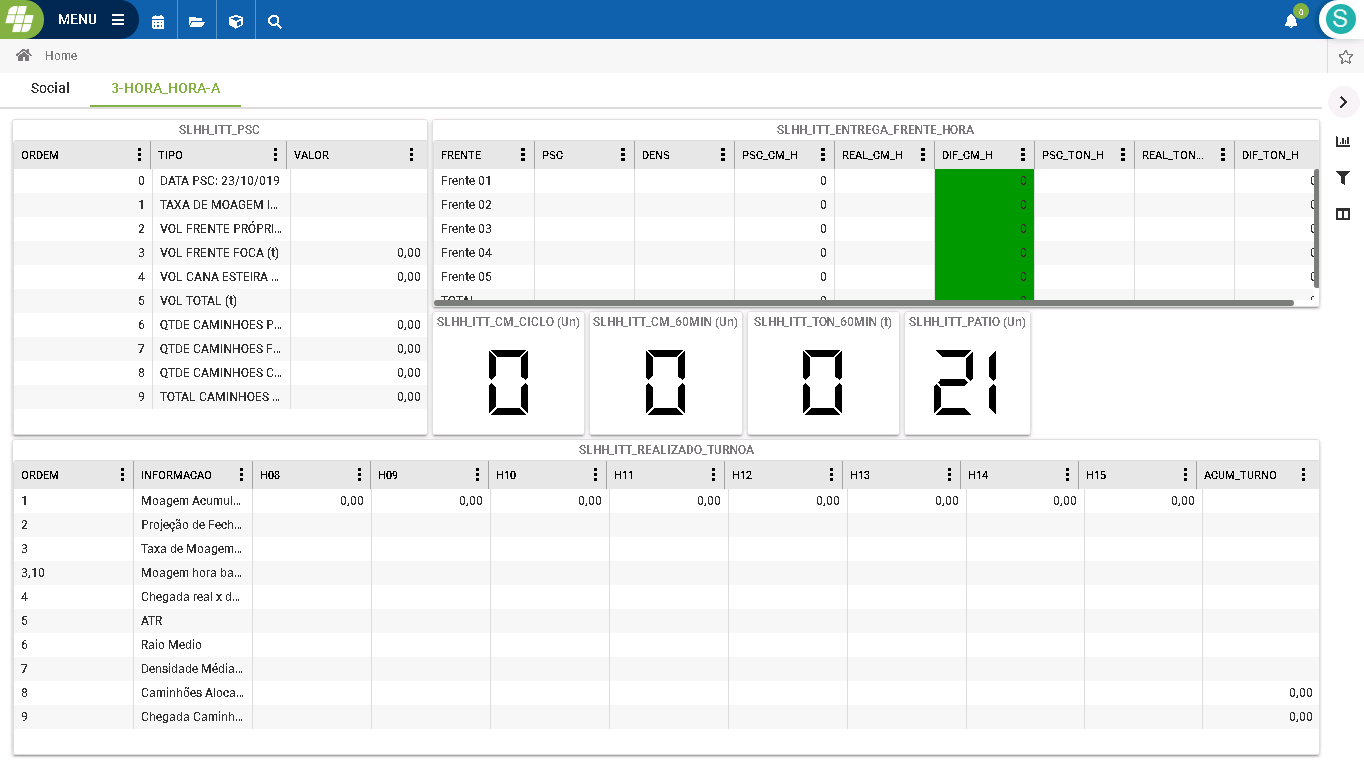 MENU
0
S
Home
Social
3-HORA_HORA-A
SLHH_ITT_PSC
ORDEM TIPO VALOR
0 DATA PSC: 23/10/019
1 TAXA DE MOAGEM I...
2 VOL FRENTE PRÓPRI...
3 VOL FRENTE FOCA (t) 0,00
4 VOL CANA ESTEIRA ... 0,00
5 VOL TOTAL (t)
6 QTDE CAMINHOES P... 0,00
7 QTDE CAMINHOES F... 0,00
8 QTDE CAMINHOES C... 0,00
9 TOTAL CAMINHOES ... 0,00
SLHH_ITT_ENTREGA_FRENTE_HORA
FRENTE PSC DENS PSC_CM_H REAL_CM_H DIF_CM_H PSC_TON_H REAL_TON... DIF_TON_H
Frente 01 0 0 0
Frente 02 0 0 0
Frente 03 0 0 0
Frente 04 0 0 0
Frente 05 0 0 0
TOTAL 0 0 0
SLHH_ITT_CM_CICLO (Un)
0
SLHH_ITT_CM_60MIN (Un)
0
SLHH_ITT_TON_60MIN (t)
0
SLHH_ITT_PATIO (Un)
21
SLHH_ITT_REALIZADO_TURNOA
ORDEM INFORMACAO H08 H09 H10 H11 H12 H13 H14 H15 ACUM_TURNO
1 Moagem Acumul... 0,00 0,00 0,00 0,00 0,00 0,00 0,00 0,00
2 Projeção de Fech...
3 Taxa de Moagem...
3,10 Moagem hora ba...
4 Chegada real x d...
5 ATR
6 Raio Medio
7 Densidade Média...
8 Caminhões Aloca... 0,00
9 Chegada Caminh... 0,00